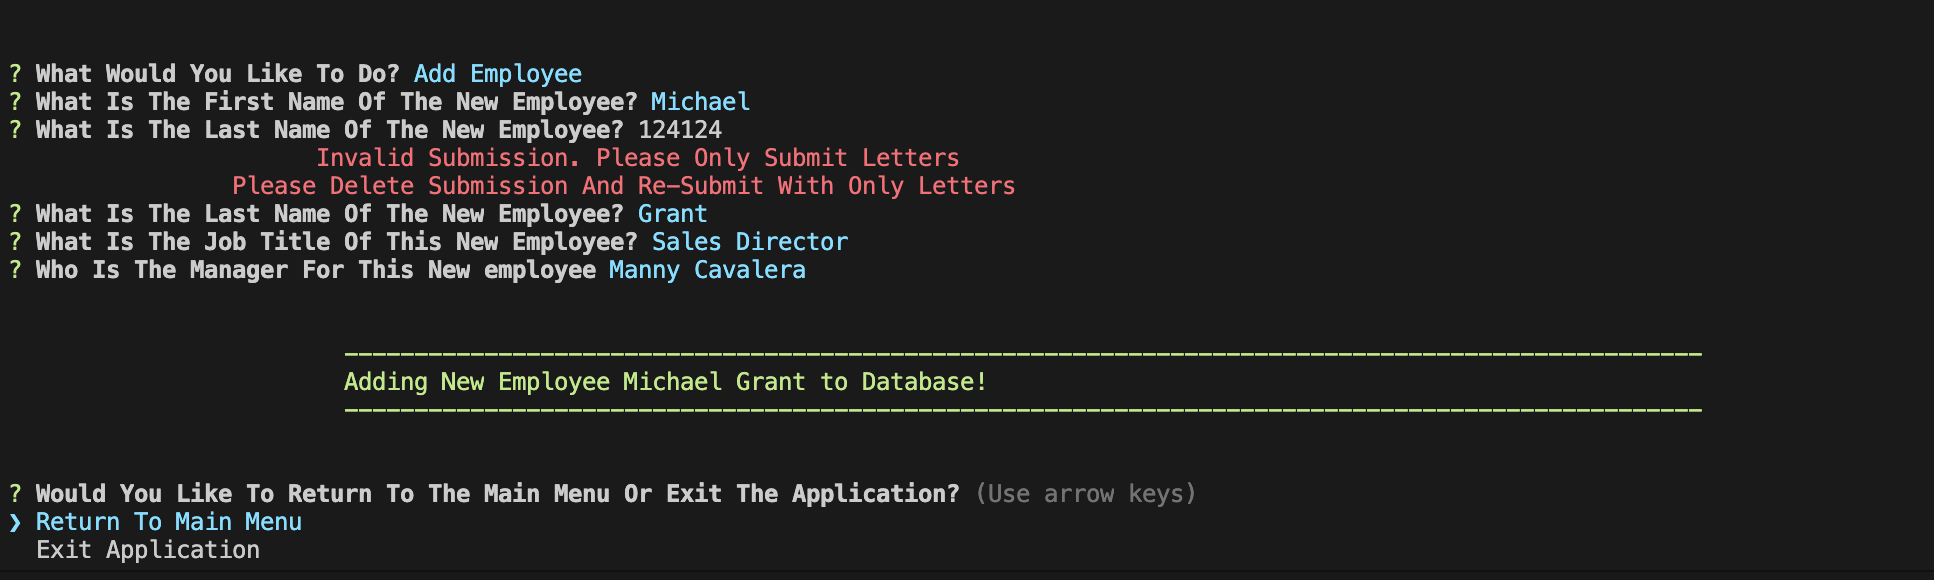 ? What Would You Like To Do? Add Employee
? What Is The First Name Of The New Employee? Michael
? What Is The Last Name Of The New Employee? 124124
Invalid Submission. Please Only Submit Letters
Please Delete Submission And Re-Submit With Only Letters
? What Is The Last Name Of The New Employee? Grant
? What Is The Job Title Of This New Employee? Sales Director
? Who Is The Manager For This New employee Manny Cavalera
-------------------------------------------------------------------------------------------------
Adding New Employee Michael Grant to Database!
-------------------------------------------------------------------------------------------------
? Would You Like To Return To The Main Menu Or Exit The Application? (Use arrow keys)
❯ Return To Main Menu
Exit Application